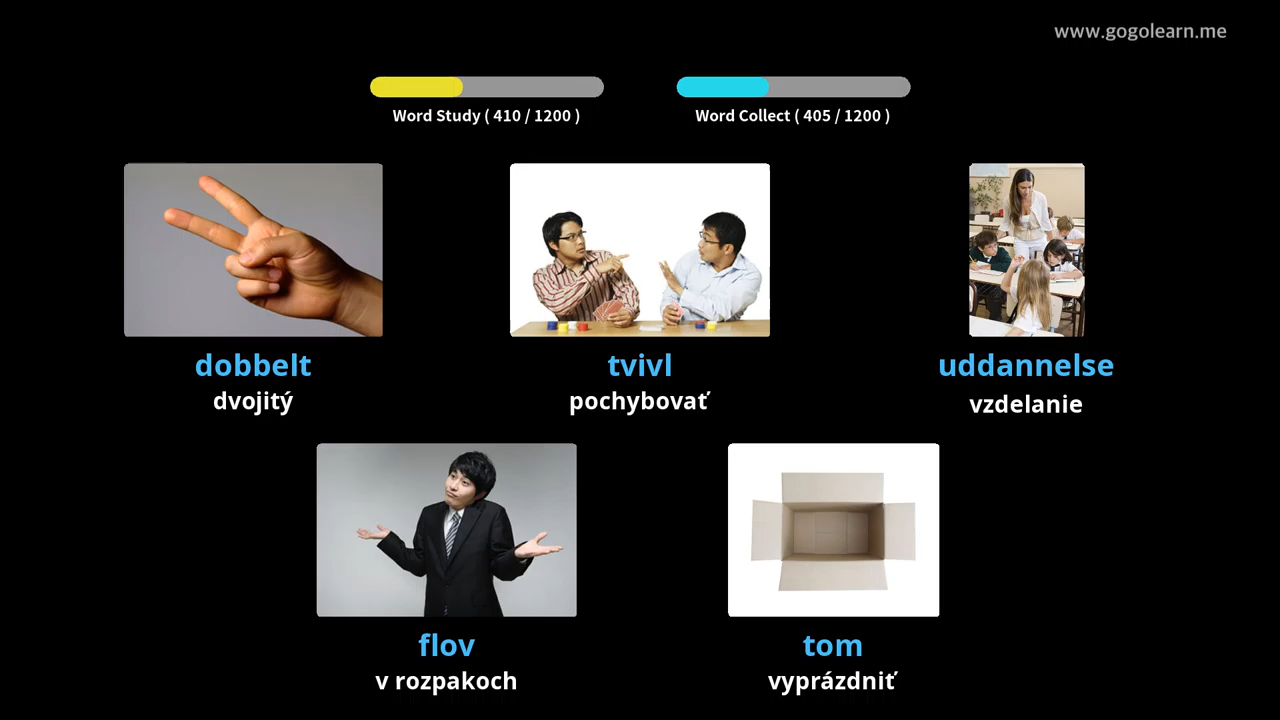 www.gogolearn.me
Word Study ( 410 / 1200 )
Word Collect ( 405 / 1200 )
dobbelt
dvojitý
tvivl
pochybovať
uddannelse
vzdelanie
flov
v rozpakoch
tom
vyprázdniť